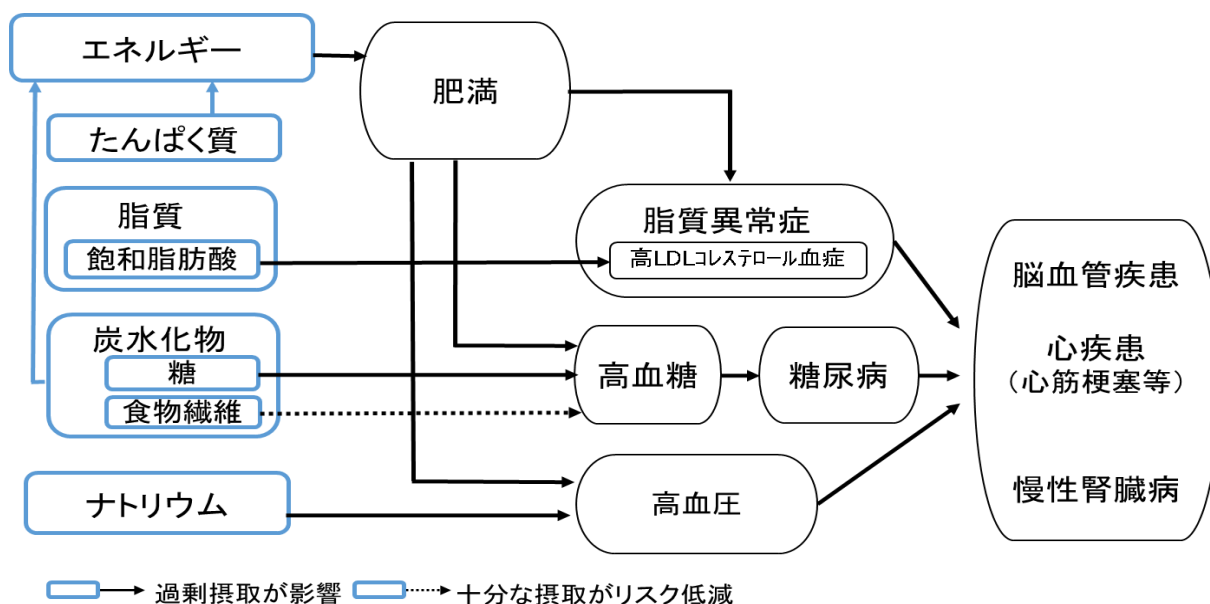 エネルギー
たんぱく質
脂質
飽和脂肪酸
炭水化物
糖
食物繊維
ナトリウム
肥満
脂質異常症
高LDLコレステロール血症
高血糖
糖尿病
高血圧
脳血管疾患
心疾患
（心筋梗塞等）
慢性腎臓病
過剰摂取が影響
十分な摂取がリスク低減